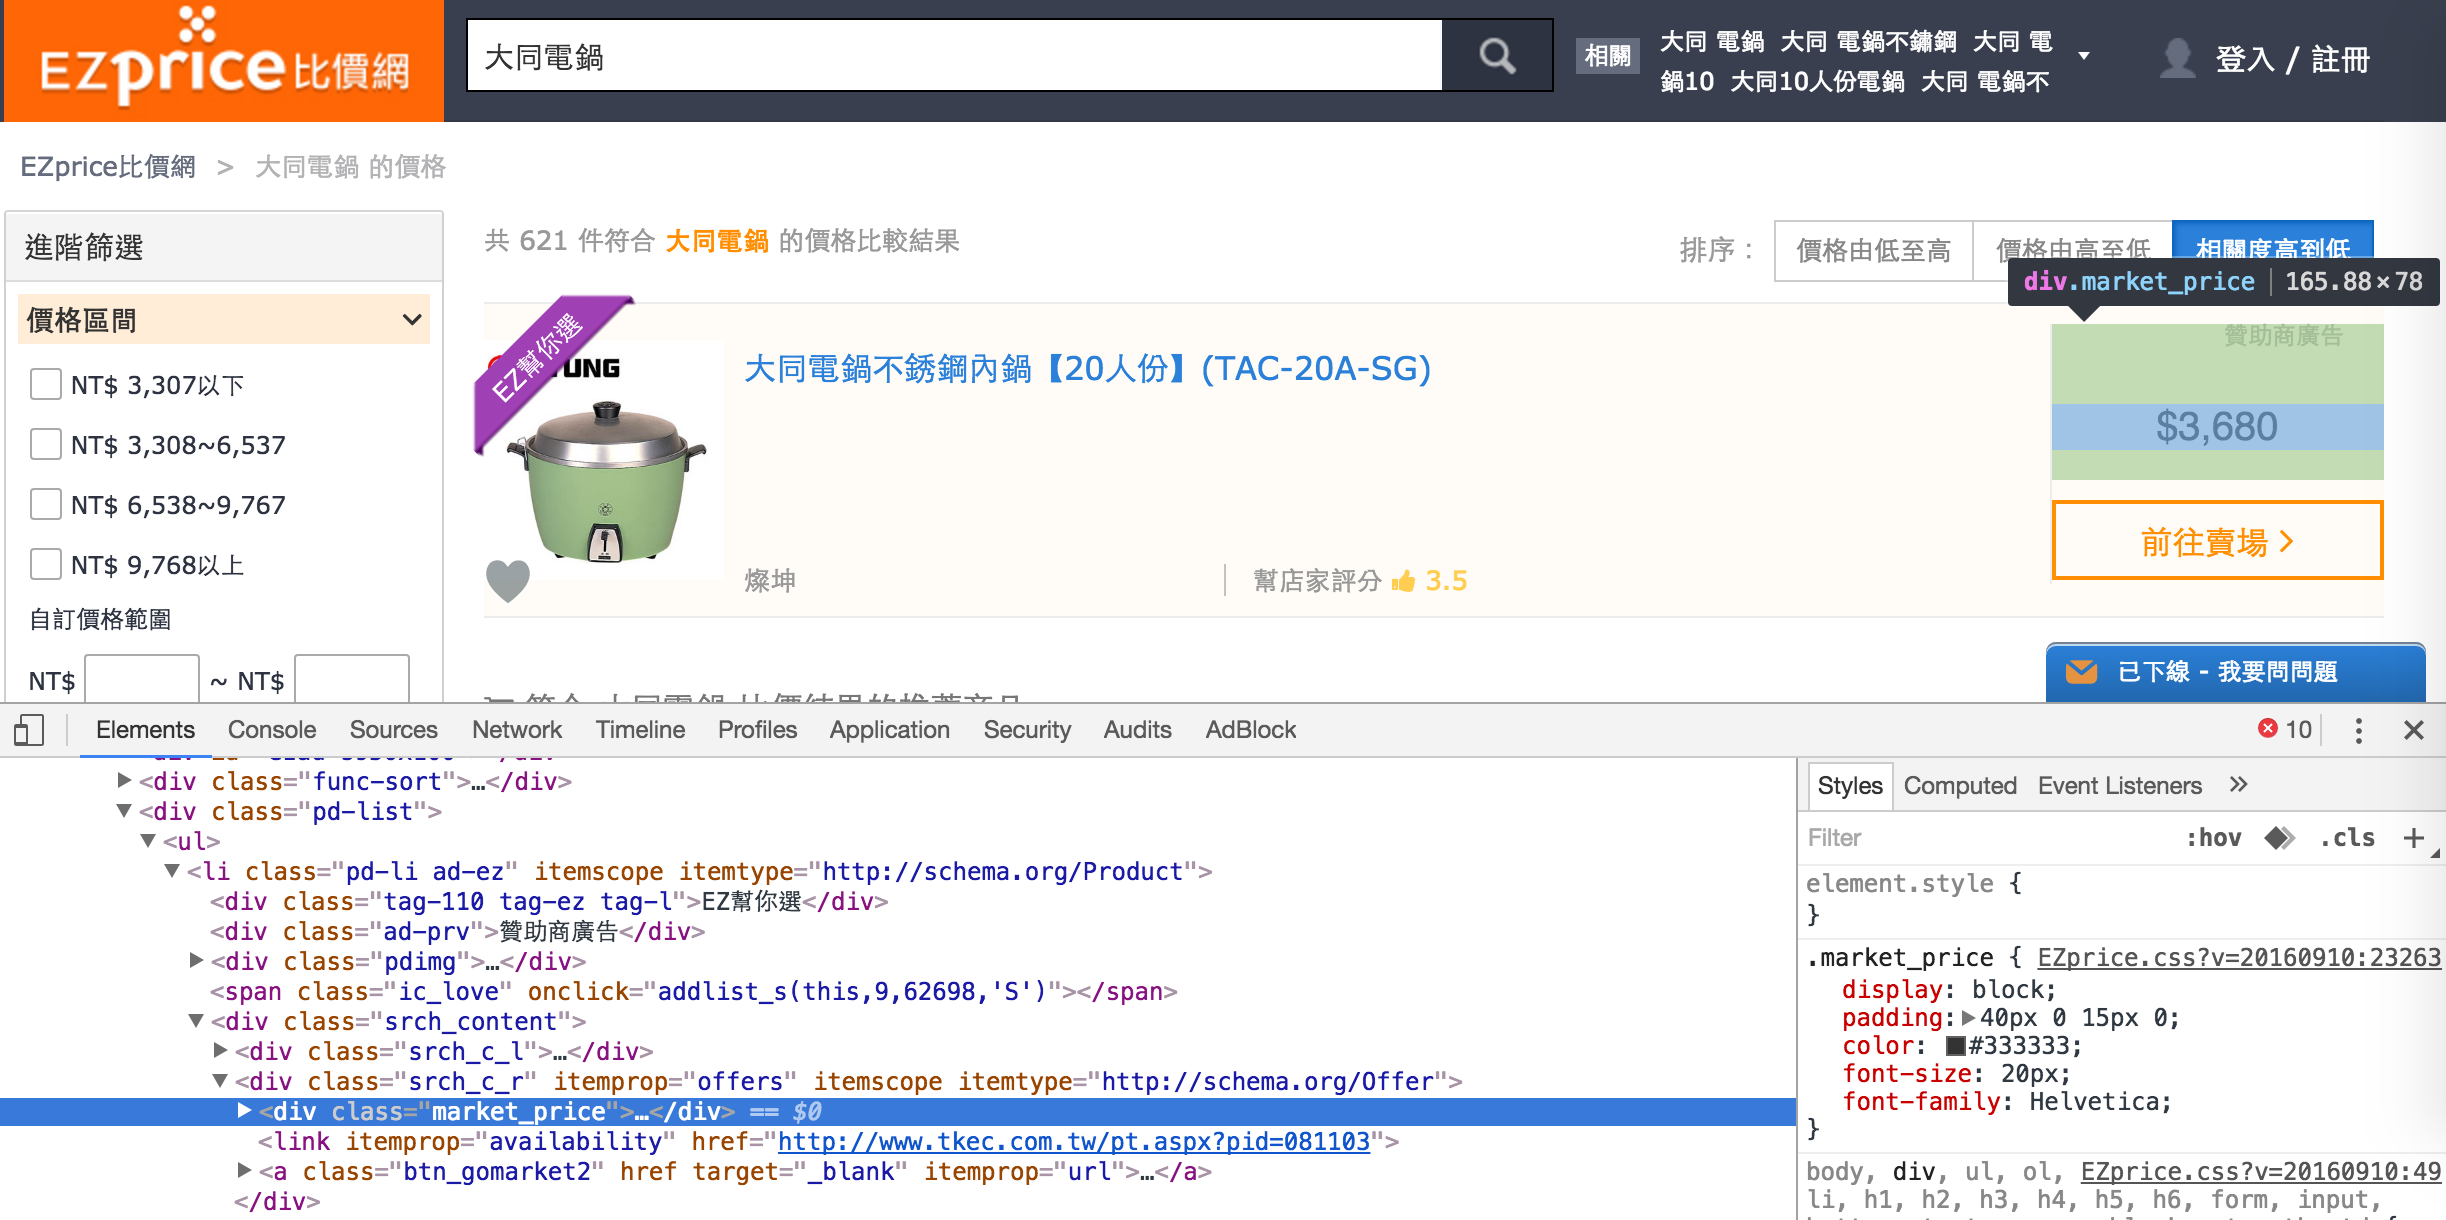 EZprice比價網
大同電鍋
相關
大同 電鍋 大同 電鍋不鏽鋼 大同 電
鍋10 大同10人份電鍋 大同 電鍋不
登入 / 註冊
EZprice比價網 > 大同電鍋 的價格
進階篩選
價格區間
NT$ 3,307以下
NT$ 3,308~6,537
NT$ 6,538~9,767
NT$ 9,768以上
自訂價格範圍
NT$ ~ NT$
共 621 件符合 大同電鍋 的價格比較結果
排序： 價格由低至高 價格由高至低 相關度高到低
div.market_price 165.88×78
贊助商廣告
EZ幫你選
UNG
大同電鍋不銹鋼內鍋【20人份】(TAC-20A-SG)
$3,680
前往賣場
燦坤
幫店家評分 3.5
符合 大同電鍋 比價結果的推薦商品
已下線 - 我要問問題
Elements Console Sources Network Timeline Profiles Application Security Audits AdBlock 10
<div class="func-sort">…</div>
<div class="pd-list">
<ul>
<li class="pd-li ad-ez" itemscope itemtype="http://schema.org/Product">
<div class="tag-110 tag-ez tag-l">EZ幫你選</div>
<div class="ad-prv">贊助商廣告</div>
<div class="pdimg">…</div>
<span class="ic_love" onclick="addlist_s(this,9,62698,'S')"></span>
<div class="srch_content">
<div class="srch_c_l">…</div>
<div class="srch_c_r" itemprop="offers" itemscope itemtype="http://schema.org/Offer">
<div class="market_price">…</div> == $0
<link itemprop="availability" href="http://www.tkec.com.tw/pt.aspx?pid=081103">
<a class="btn_gomarket2" href target="_blank" itemprop="url">…</a>
</div>
Styles Computed Event Listeners »
Filter :hov .cls +
element.style {
}
.market_price { EZprice.css?v=20160910:23263
display: block;
padding: 40px 0 15px 0;
color: #333333;
font-size: 20px;
font-family: Helvetica;
}
body, div, ul, ol, EZprice.css?v=20160910:49
li, h1, h2, h3, h4, h5, h6, form, input,